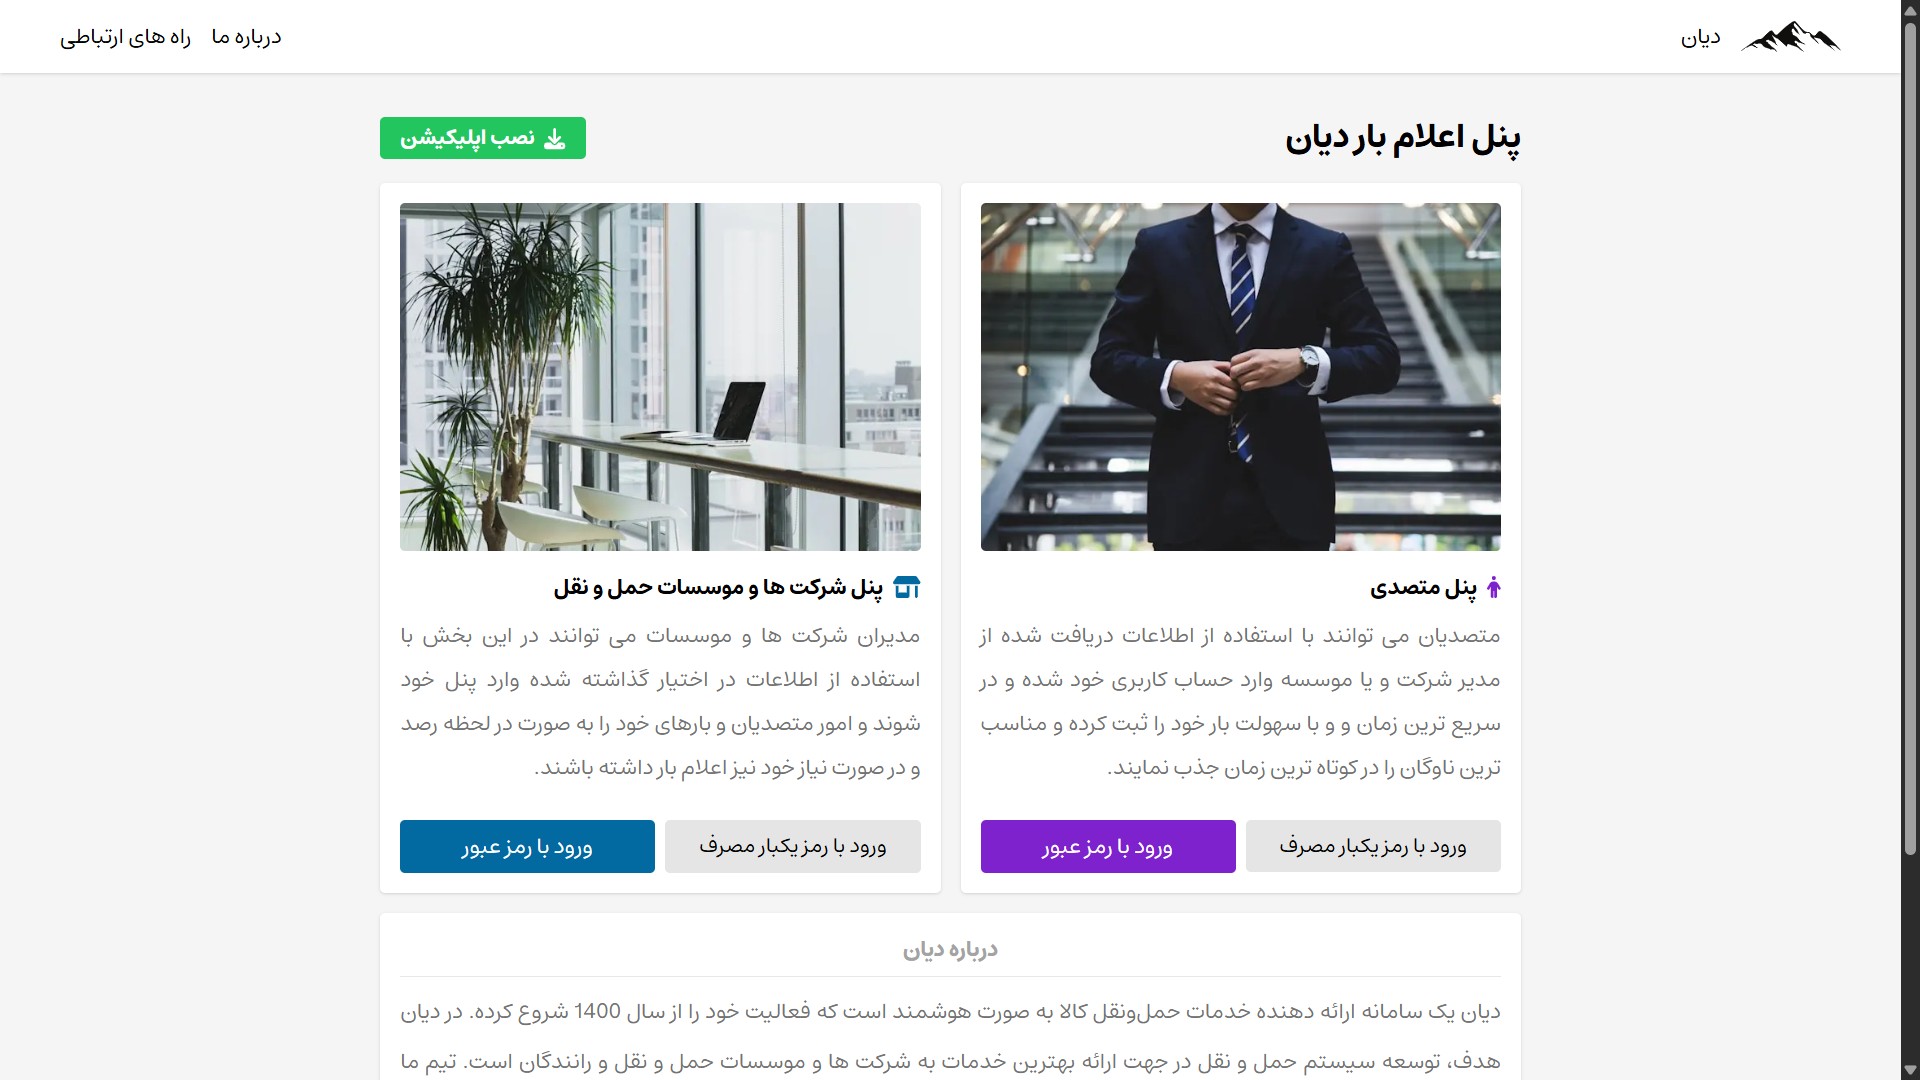 دیان
درباره ما
راه های ارتباطی
پنل اعلام بار دیان
نصب اپلیکیشن
پنل متصدی
متصدیان می توانند با استفاده از اطلاعات دریافت شده از
مدیر شرکت و یا موسسه وارد حساب کاربری خود شده و در
سریع ترین زمان و و با سهولت بار خود را ثبت کرده و مناسب
ترین ناوگان را در کوتاه ترین زمان جذب نمایند.
ورود با رمز یکبار مصرف
ورود با رمز عبور
پنل شرکت ها و موسسات حمل و نقل
مدیران شرکت ها و موسسات می توانند در این بخش با
استفاده از اطلاعات در اختیار گذاشته شده وارد پنل خود
شوند و امور متصدیان و بارهای خود را به صورت در لحظه رصد
و در صورت نیاز خود نیز اعلام بار داشته باشند.
ورود با رمز یکبار مصرف
ورود با رمز عبور
درباره دیان
دیان یک سامانه ارائه دهنده خدمات حمل‌ونقل کالا به صورت هوشمند است که فعالیت خود را از سال 1400 شروع کرده. در دیان
هدف، توسعه سیستم حمل و نقل در جهت ارائه بهترین خدمات به شرکت ها و موسسات حمل و نقل و رانندگان است. تیم ما